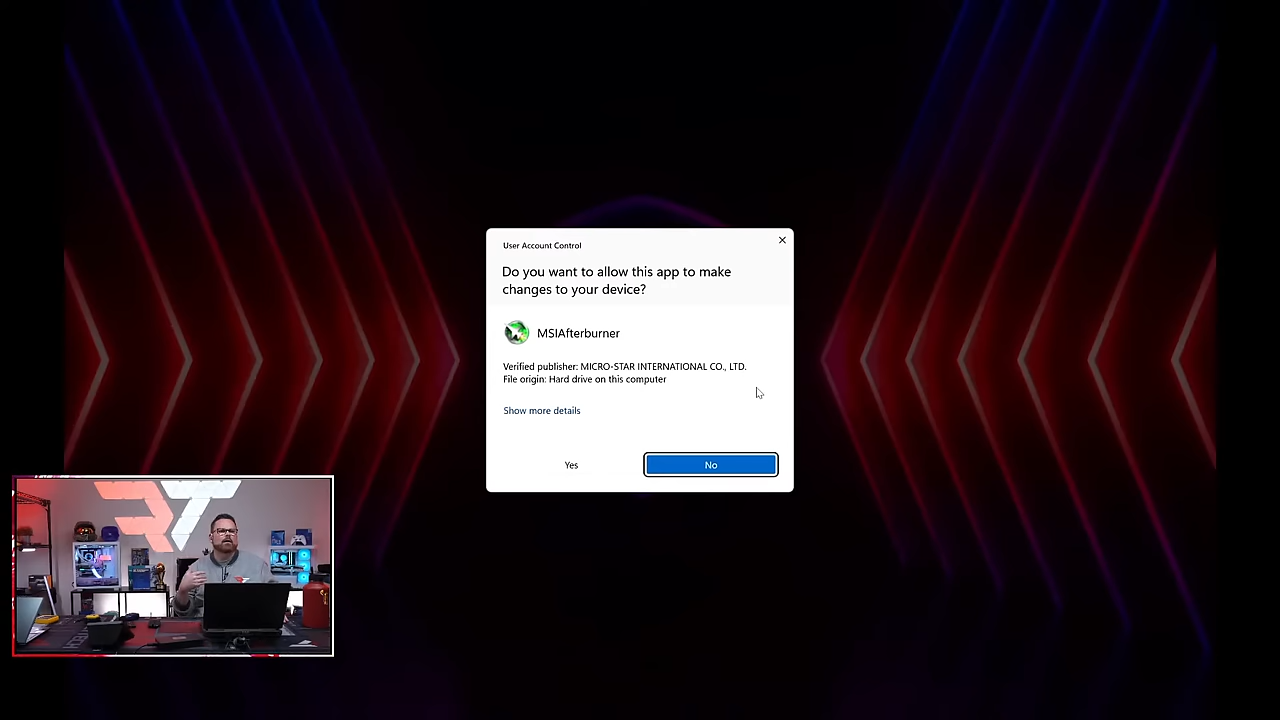 User Account Control
Do you want to allow this app to make
changes to your device?
MSIAfterburner
Verified publisher: MICRO-STAR INTERNATIONAL CO., LTD.
File origin: Hard drive on this computer
Show more details
Yes
No
RT